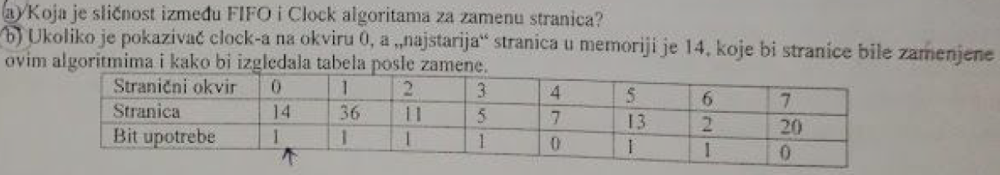 (a) Koja je sličnost između FIFO i Clock algoritama za zamenu stranica?
(b) Ukoliko je pokazivač clock-a na okviru 0, a „najstarija“ stranica u memoriji je 14, koje bi stranice bile zamenjene
ovim algoritmima i kako bi izgledala tabela posle zamene.
Stranični okvir 0 1 2 3 4 5 6 7
Stranica 14 36 11 5 7 13 2 20
Bit upotrebe 1 1 1 1 0 1 1 0